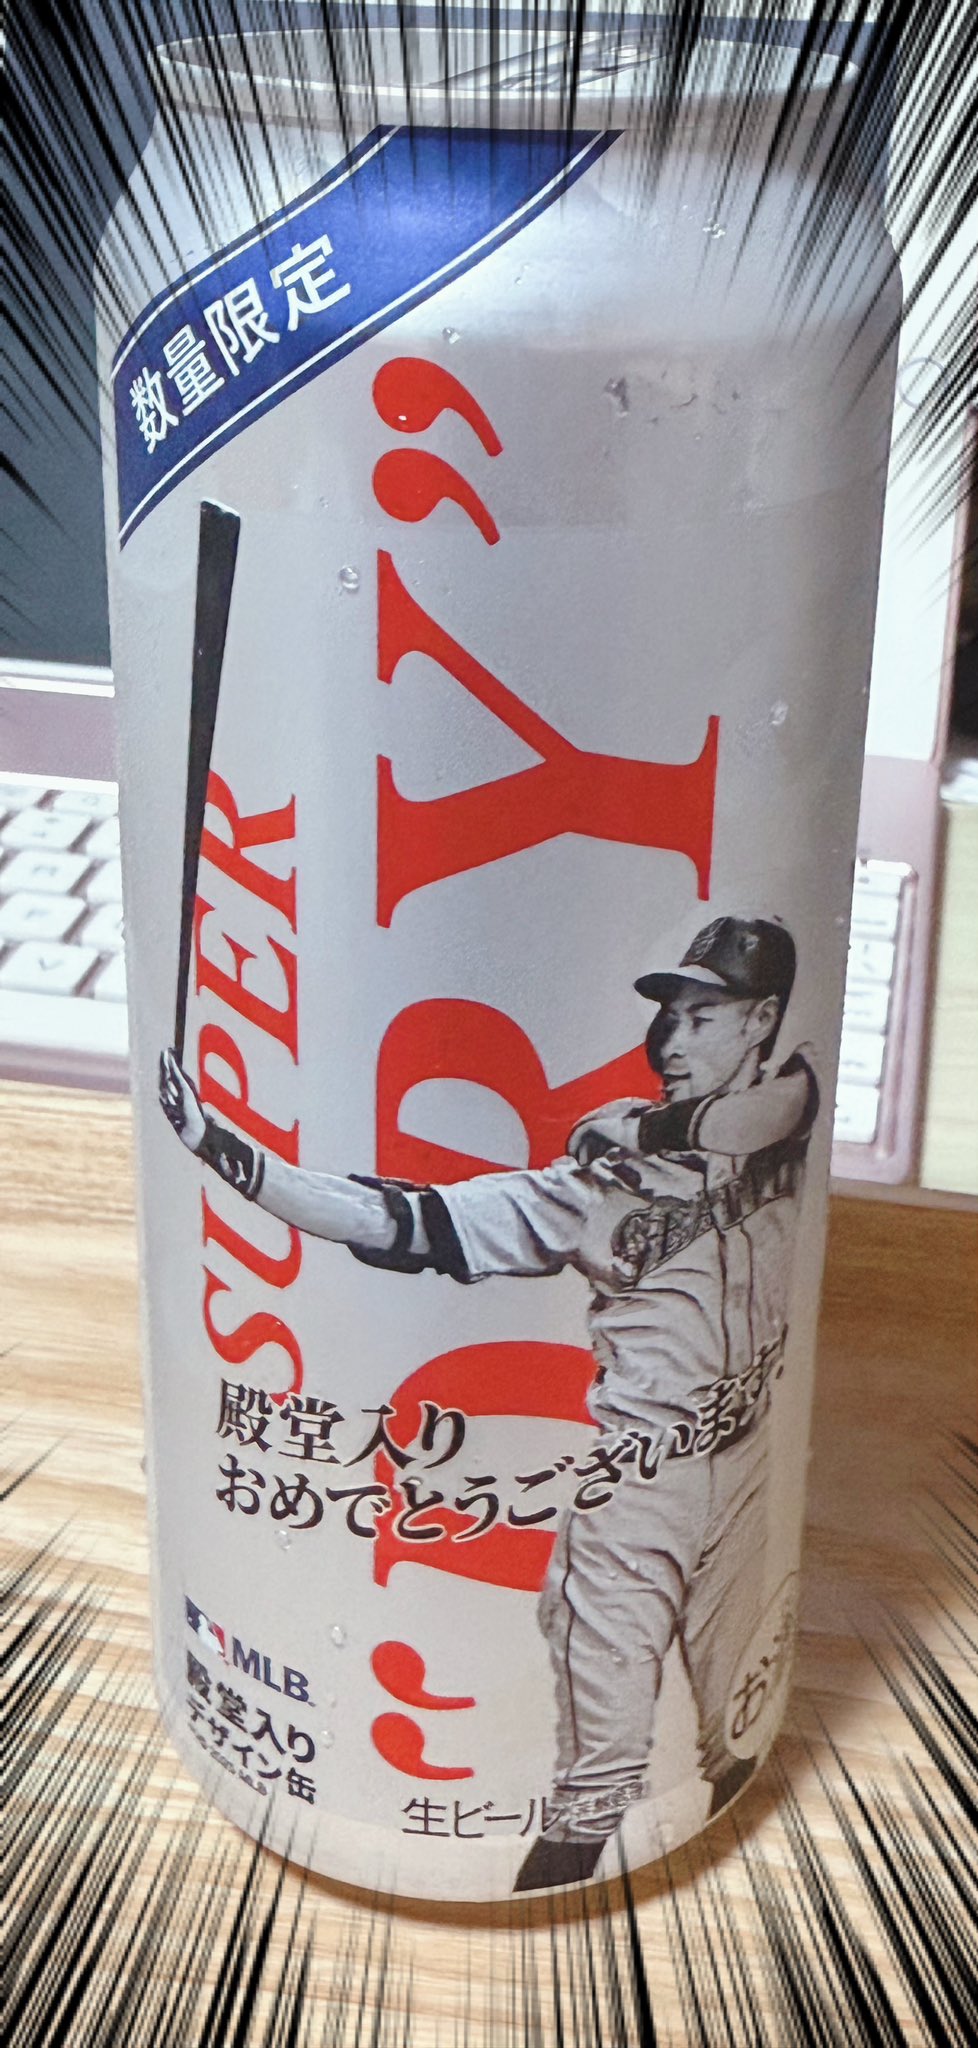 数量限定
SUPER
“DRY”
殿堂入り
おめでとうございます!
MLB
殿堂入り
デザイン缶
生ビール